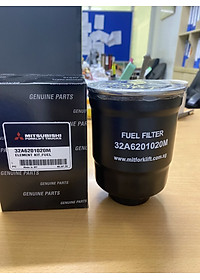 GENUINE PARTS
GENUINE PARTS
MITSUBISHI
FORKLIFT TRUCKS
32A6201020M
ELEMENT KIT,FUEL
FUEL FILTER
32A6201020M
www.mitforklift.com.sg
GENUINE PARTS